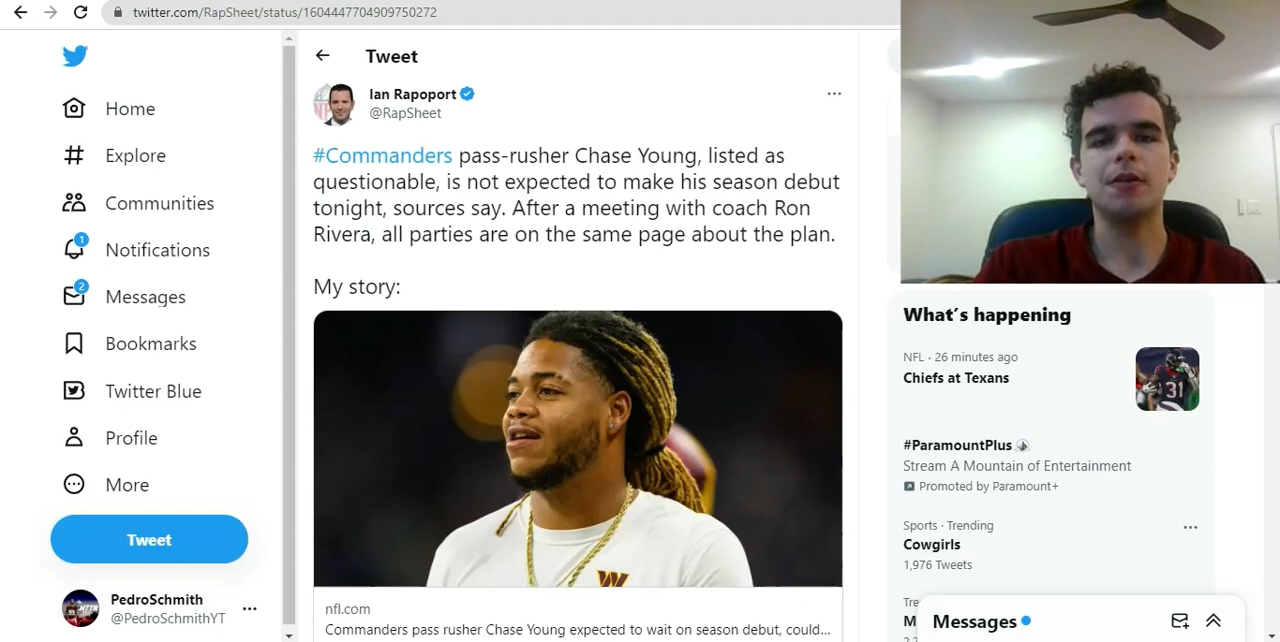 twitter.com/RapSheet/status/1604447704909750272
Home
Explore
Communities
1
Notifications
2
Messages
Bookmarks
Twitter Blue
Profile
More
Tweet
PedroSchmith
@PedroSchmithYT
Tweet
Ian Rapoport
@RapSheet
#Commanders pass-rusher Chase Young, listed as
questionable, is not expected to make his season debut
tonight, sources say. After a meeting with coach Ron
Rivera, all parties are on the same page about the plan.
My story:
W
nfl.com
Commanders pass rusher Chase Young expected to wait on season debut, could...
What's happening
NFL · 26 minutes ago
Chiefs at Texans
31
#ParamountPlus
Stream A Mountain of Entertainment
Promoted by Paramount+
Sports · Trending
Cowgirls
1,976 Tweets
Messages